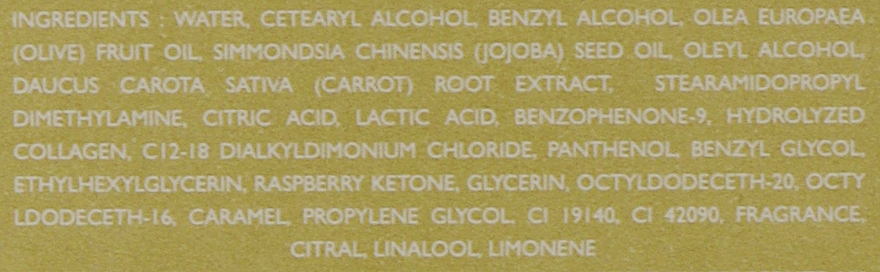 INGREDIENTS : WATER, CETEARYL ALCOHOL, BENZYL ALCOHOL, OLEA EUROPAEA
(OLIVE) FRUIT OIL, SIMMONDSIA CHINENSIS (JOJOBA) SEED OIL, OLEYL ALCOHOL,
DAUCUS CAROTA SATIVA (CARROT) ROOT EXTRACT, STEARAMIDOPROPYL
DIMETHYLAMINE, CITRIC ACID, LACTIC ACID, BENZOPHENONE-9, HYDROLYZED
COLLAGEN, C12-18 DIALKYLDIMONIUM CHLORIDE, PANTHENOL, BENZYL GLYCOL,
ETHYLHEXYLGLYCERIN, RASPBERRY KETONE, GLYCERIN, OCTYLDODECETH-20, OCTY
LDODECETH-16, CARAMEL, PROPYLENE GLYCOL, CI 19140, CI 42090, FRAGRANCE,
CITRAL, LINALOOL, LIMONENE